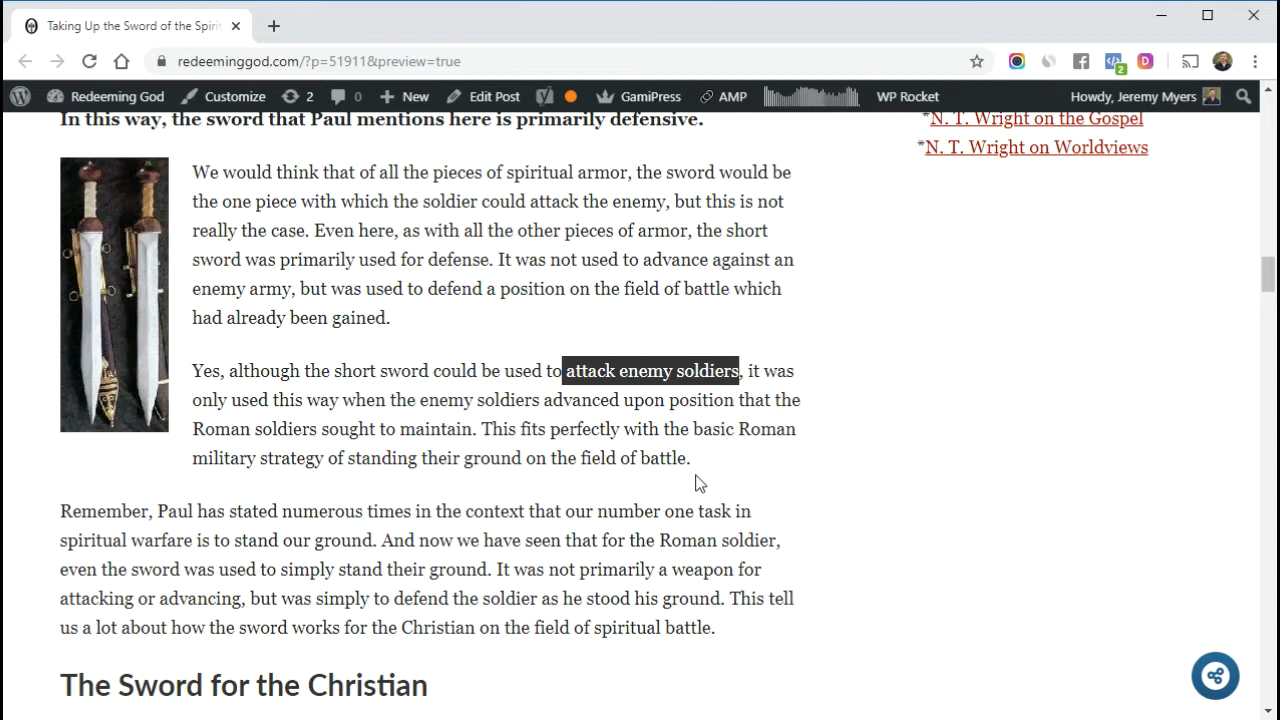 Taking Up the Sword of the Spirit
redeeminggod.com/?p=51911&preview=true
2
Redeeming God Customize 2 0 New Edit Post GamiPress AMP WP Rocket Howdy, Jeremy Myers
In this way, the sword that Paul mentions here is primarily defensive.
*N. T. Wright on the Gospel
*N. T. Wright on Worldviews
We would think that of all the pieces of spiritual armor, the sword would be
the one piece with which the soldier could attack the enemy, but this is not
really the case. Even here, as with all the other pieces of armor, the short
sword was primarily used for defense. It was not used to advance against an
enemy army, but was used to defend a position on the field of battle which
had already been gained.
Yes, although the short sword could be used to attack enemy soldiers, it was
only used this way when the enemy soldiers advanced upon position that the
Roman soldiers sought to maintain. This fits perfectly with the basic Roman
military strategy of standing their ground on the field of battle.
Remember, Paul has stated numerous times in the context that our number one task in
spiritual warfare is to stand our ground. And now we have seen that for the Roman soldier,
even the sword was used to simply stand their ground. It was not primarily a weapon for
attacking or advancing, but was simply to defend the soldier as he stood his ground. This tell
us a lot about how the sword works for the Christian on the field of spiritual battle.
The Sword for the Christian